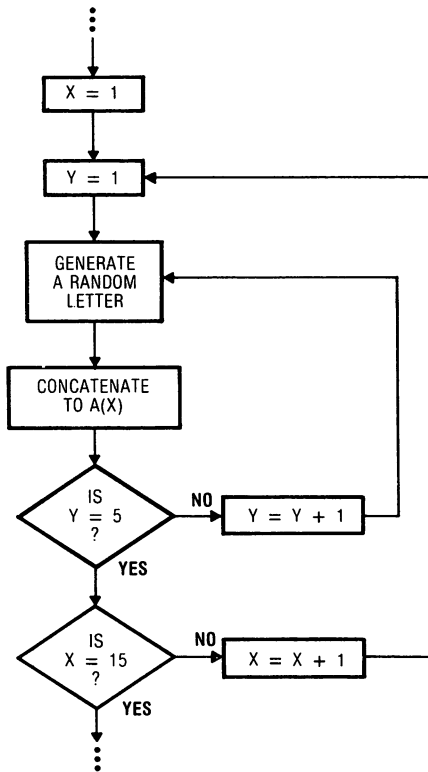 X = 1
Y = 1
GENERATE
A RANDOM
LETTER
CONCATENATE
TO A(X)
IS
Y = 5
?
NO
Y = Y + 1
YES
IS
X = 15
?
NO
X = X + 1
YES